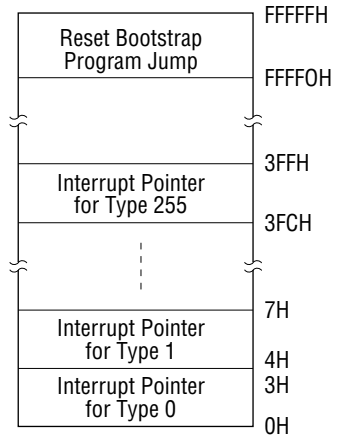 FFFFFH
Reset Bootstrap
Program Jump
FFFFOH
3FFH
Interrupt Pointer
for Type 255
3FCH
7H
Interrupt Pointer
for Type 1
4H
3H
Interrupt Pointer
for Type 0
0H